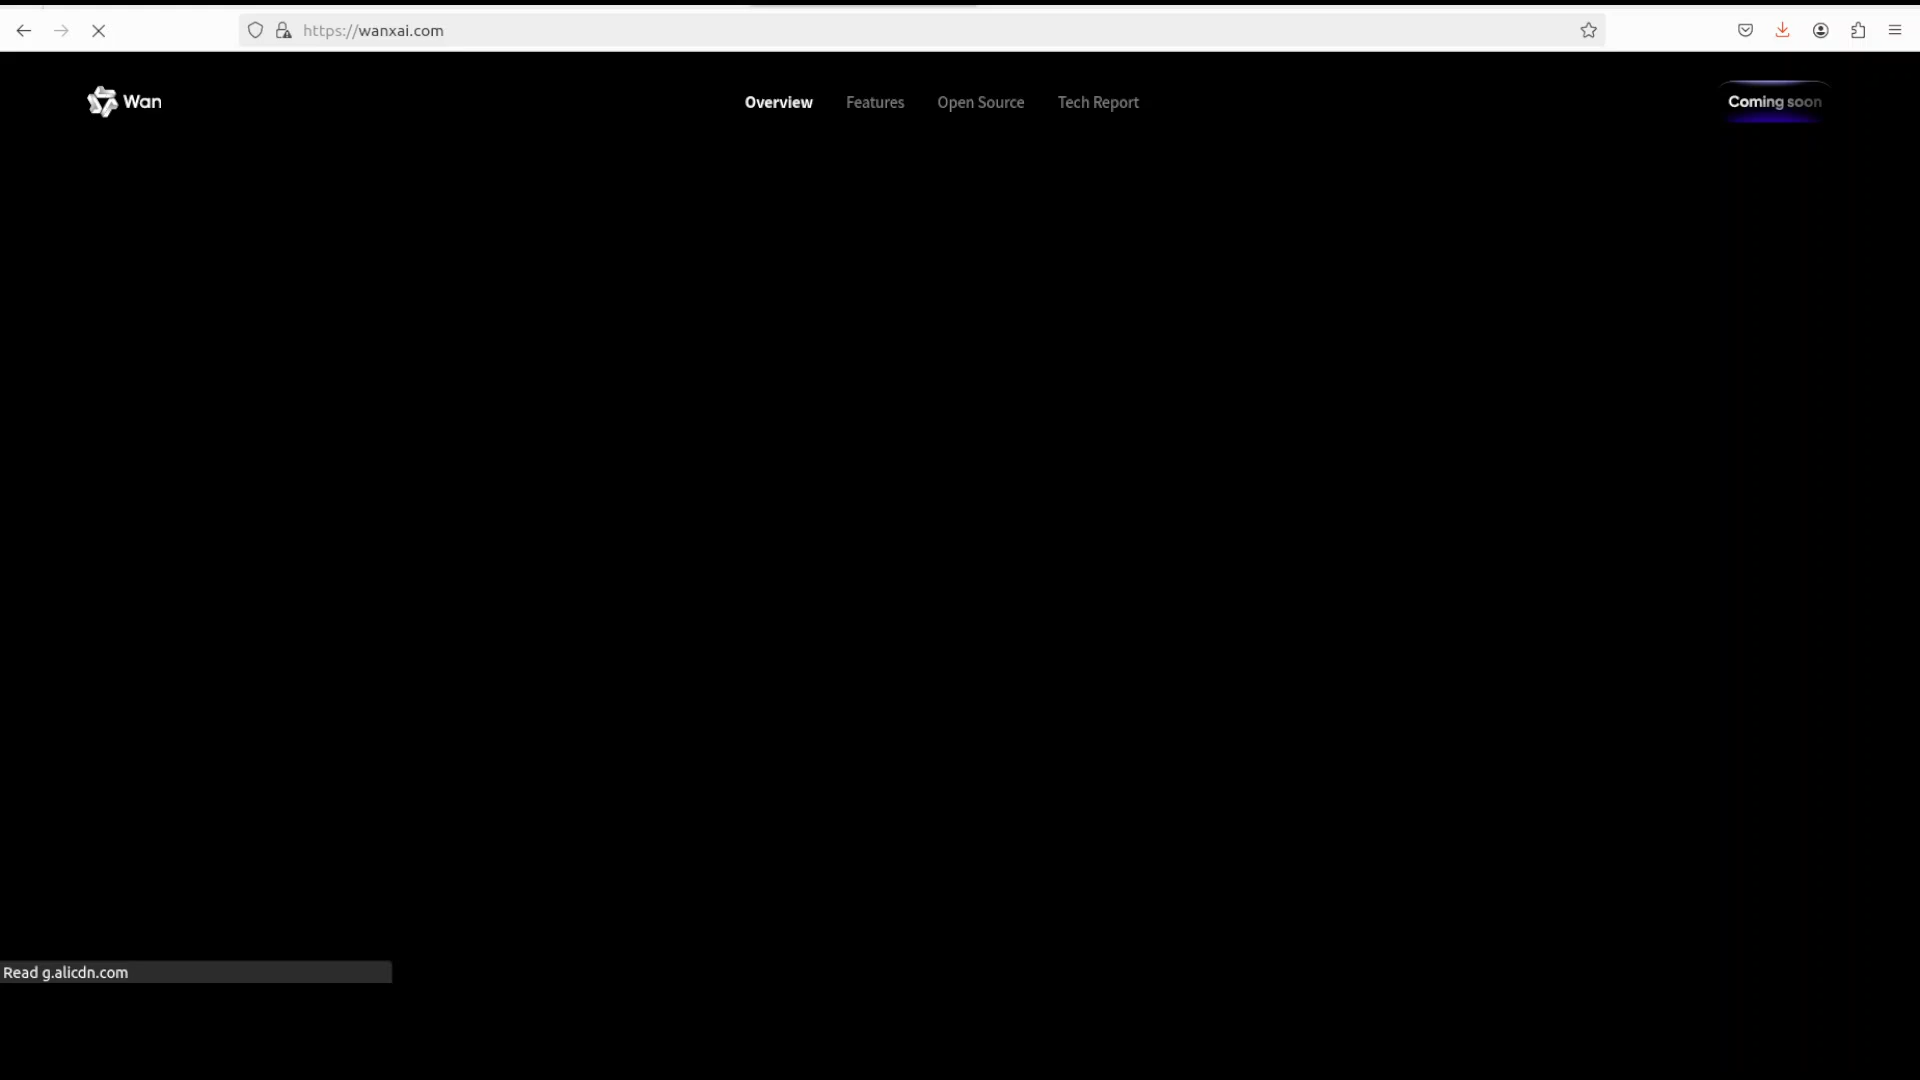 https://wanxai.com
Wan
Overview
Features
Open Source
Tech Report
Coming soon
Read g.alicdn.com